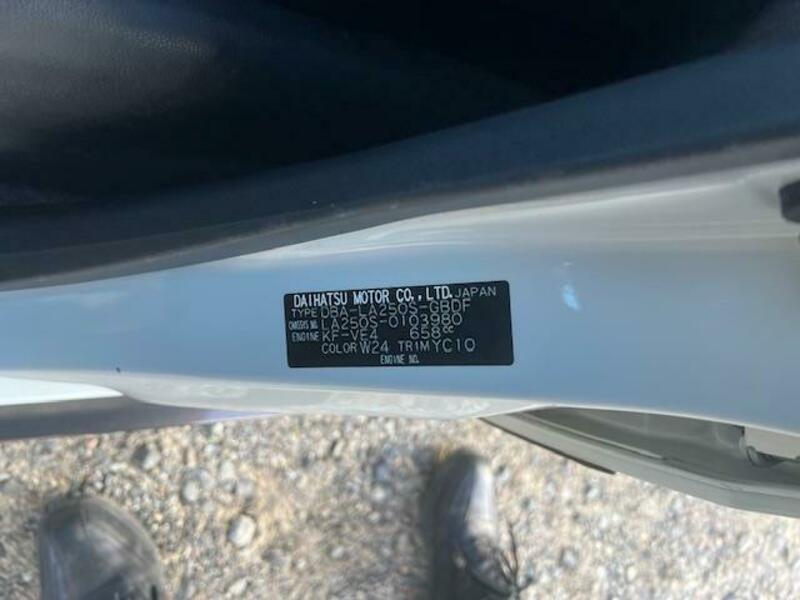 DAIHATSU MOTOR CO., LTD. JAPAN
TYPE DBA-LA250S-GBDF
CHASSIS NO. LA250S-0103980
ENGINE KF-VE4 658cc
COLOR W24 TRIM YC10
ENGINE NO.